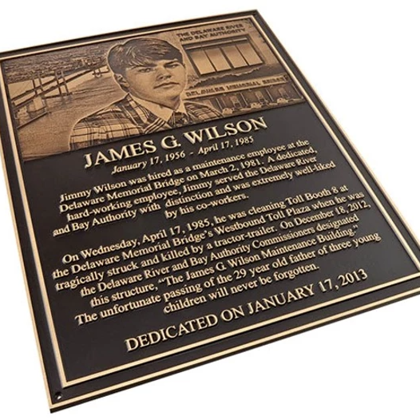 THE DELAWARE RIVER
AND BAY AUTHORITY
DELAWARE MEMORIAL BRIDGE
JAMES G. WILSON
January 17, 1956 - April 17, 1985
Jimmy Wilson was hired as a maintenance employee at the
Delaware Memorial Bridge on March 2, 1981. A dedicated,
hard-working employee, Jimmy served the Delaware River
and Bay Authority with distinction and was extremely well-liked
by his co-workers.
On Wednesday, April 17, 1985, he was cleaning Toll Booth 8 at
the Delaware Memorial Bridge's Westbound Toll Plaza when he was
tragically struck and killed by a tractor-trailer. On December 18, 2012,
the Delaware River and Bay Authority Commissioners designated
this structure, "The James G. Wilson Maintenance Building."
The unfortunate passing of the 29 year old father of three young
children will never be forgotten.
DEDICATED ON JANUARY 17, 2013